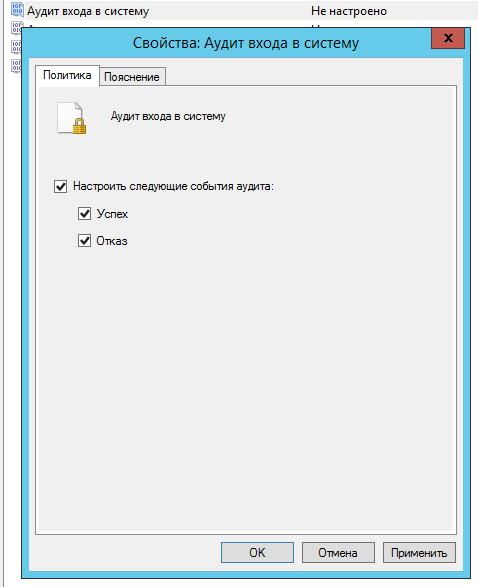 Аудит входа в систему Не настроено
Свойства: Аудит входа в систему
x
Политика Пояснение
Аудит входа в систему
Настроить следующие события аудита:
Успех
Отказ
OK Отмена Применить